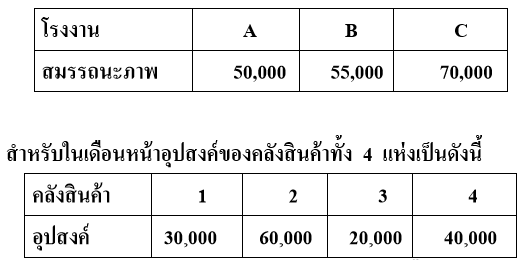 โรงงาน A B C
สมรรถนะภาพ 50,000 55,000 70,000
สำหรับในเดือนหน้าอุปสงค์ของคลังสินค้าทั้ง 4 แห่งเป็นดังนี้
คลังสินค้า 1 2 3 4
อุปสงค์ 30,000 60,000 20,000 40,000